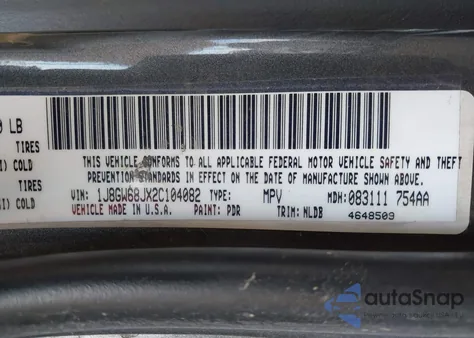 0 LB
TIRES
I) COLD
TIRES
I) COLD
THIS VEHICLE CONFORMS TO ALL APPLICABLE FEDERAL MOTOR VEHICLE SAFETY AND THEFT
PREVENTION STANDARDS IN EFFECT ON THE DATE OF MANUFACTURE SHOWN ABOVE.
VIN: 1J8GW68JX2C104082 TYPE: MPV MDH: 083111 754AA
VEHICLE MADE IN U.S.A. PAINT: PDR TRIM: NLDB 4648509
autoSnap